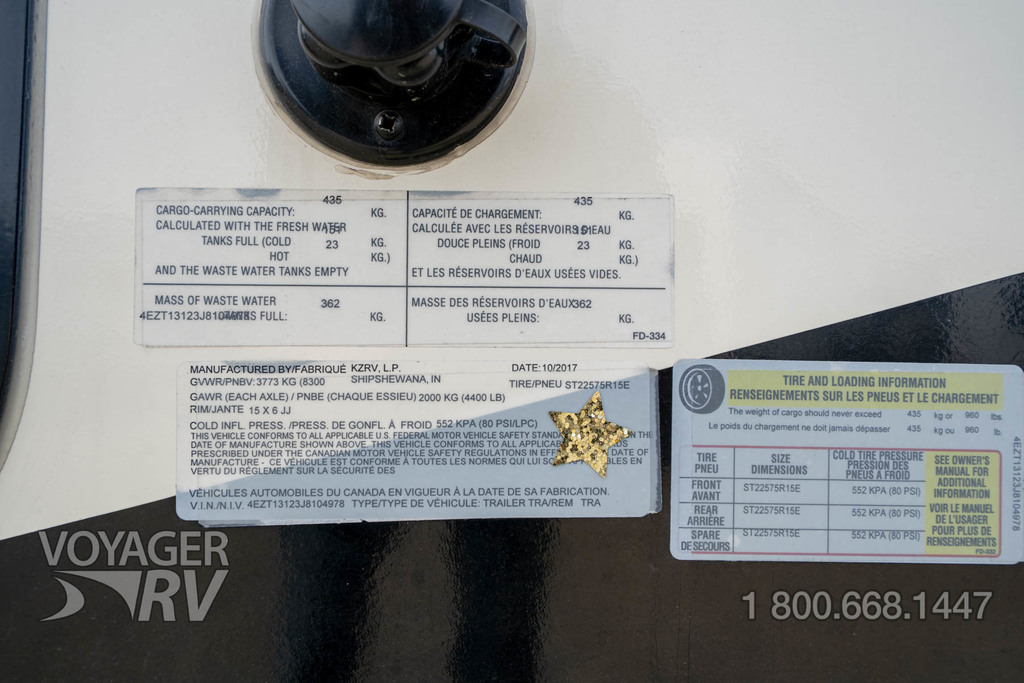 435
CARGO-CARRYING CAPACITY: KG.
CALCULATED WITH THE FRESH WATER
TANKS FULL (COLD 23 KG.
HOT KG.)
AND THE WASTE WATER TANKS EMPTY
MASS OF WASTE WATER 362
4EZT13123J8104978 TANKS FULL: KG.
435
CAPACITÉ DE CHARGEMENT: KG.
CALCULÉE AVEC LES RÉSERVOIRS D'EAU
DOUCE PLEINS (FROID 23 KG.
CHAUD KG.)
ET LES RÉSERVOIRS D'EAUX USÉES VIDES.
MASSE DES RÉSERVOIRS D'EAUX 362
USÉES PLEINS: KG.
FD-334
MANUFACTURED BY/FABRIQUÉ KZRV, L.P. DATE:10/2017
GVWR/PNBV:3773 KG (8300 SHIPSHEWANA, IN TIRE/PNEU ST22575R15E
GAWR (EACH AXLE) / PNBE (CHAQUE ESSIEU) 2000 KG (4400 LB)
RIM/JANTE 15 X 6 JJ
COLD INFL. PRESS. /PRESS. DE GONFL. À FROID 552 KPA (80 PSI/LPC)
THIS VEHICLE CONFORMS TO ALL APPLICABLE U.S. FEDERAL MOTOR VEHICLE SAFETY THE
DATE OF MANUFACTURE SHOWN ABOVE. THIS VEHICLE CONFORMS TO ALL
PRESCRIBED UNDER THE CANADIAN MOTOR VEHICLE SAFETY REGULATIONS IN DATE OF
MANUFACTURE - CE VÉHICULE EST CONFORME À TOUTES LES NORMES QUI LUI EN
VERTU DU RÉGLEMENT SUR LA SÉCURITÉ DES
VÉHICULES AUTOMOBILES DU CANADA EN VIGUEUR À LA DATE DE SA FABRICATION.
V.I.N./N.I.V. 4EZT13123J8104978 TYPE/TYPE DE VÉHICULE: TRAILER TRA/REM TRA
TIRE AND LOADING INFORMATION
RENSEIGNEMENTS SUR LES PNEUS ET LE CHARGEMENT
The weight of cargo should never exceed 435 kg or 960 lbs.
Le poids du chargement ne doit jamais dépasser 435 kg ou 960 lb.
TIRE SIZE COLD TIRE PRESSURE
PNEU DIMENSIONS PRESSION DES
PNEUS A FROID
FRONT ST22575R15E 552 KPA (80 PSI)
AVANT
REAR ST22575R15E 552 KPA (80 PSI)
ARRIÈRE
SPARE ST22575R15E 552 KPA (80 PSI)
DE SECOURS
SEE OWNER'S
MANUAL FOR
ADDITIONAL
INFORMATION
VOIR LE MANUEL
DE L'USAGER
POUR PLUS DE
RENSEIGNEMENTS
FD-332
4EZT13123J8104978
VOYAGER
RV
1 800.668.1447